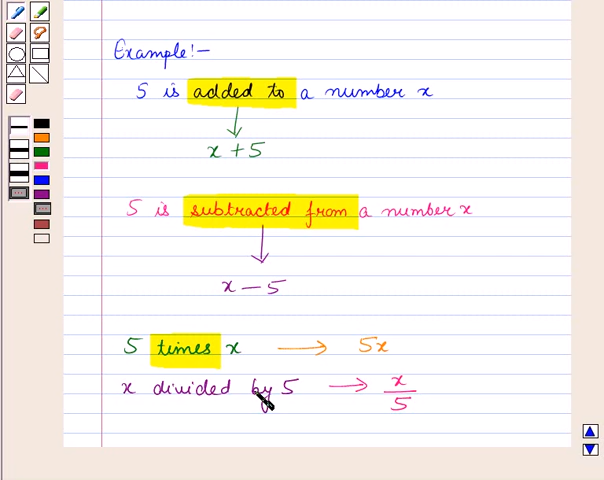 Example:-
5 is added to a number x
x + 5
5 is subtracted from a number x
x - 5
5 times x → 5x
x divided by 5 → x/5